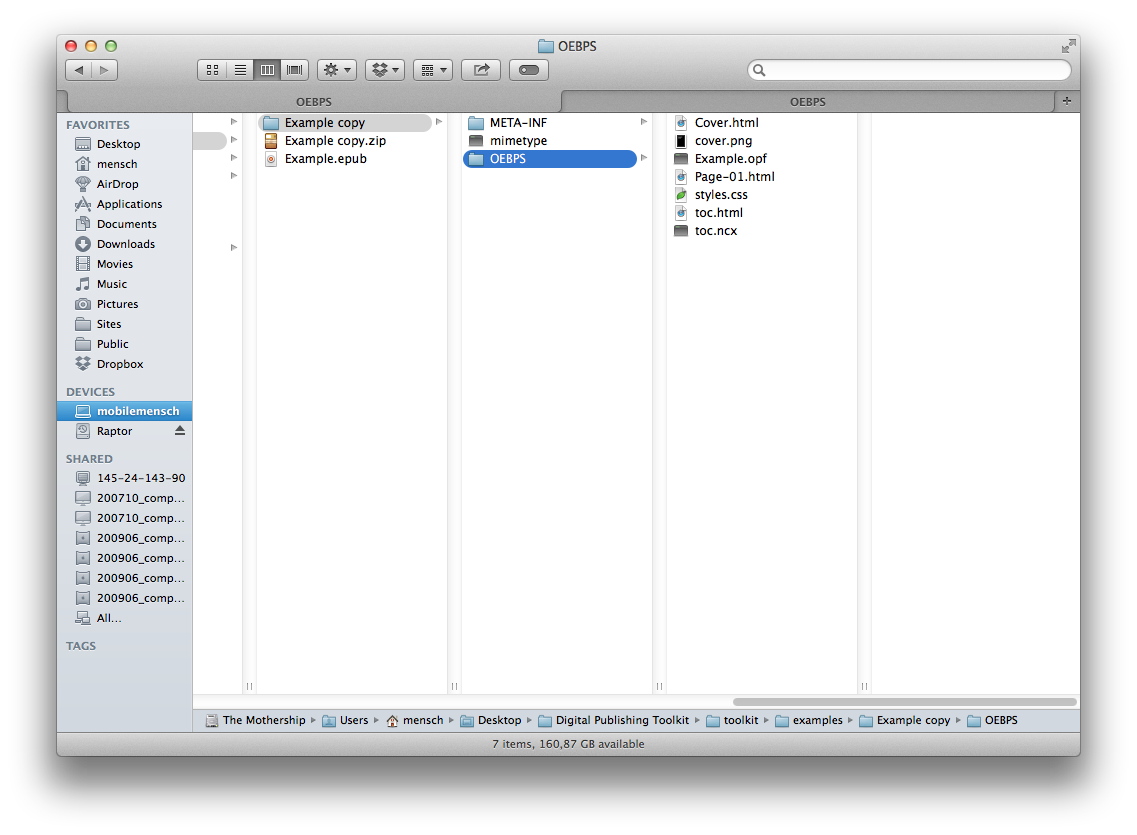 OEBPS
OEBPS
OEBPS
+
FAVORITES
Desktop
mensch
AirDrop
Applications
Documents
Downloads
Movies
Music
Pictures
Sites
Public
Dropbox
DEVICES
mobilemensch
Raptor
SHARED
145-24-143-90
200710_comp...
200710_comp...
200906_comp...
200906_comp...
200906_comp...
200906_comp...
All...
TAGS
Example copy
Example copy.zip
Example.epub
META-INF
mimetype
OEBPS
Cover.html
cover.png
Example.opf
Page-01.html
styles.css
toc.html
toc.ncx
The Mothership Users mensch Desktop Digital Publishing Toolkit toolkit examples Example copy OEBPS
7 items, 160,87 GB available